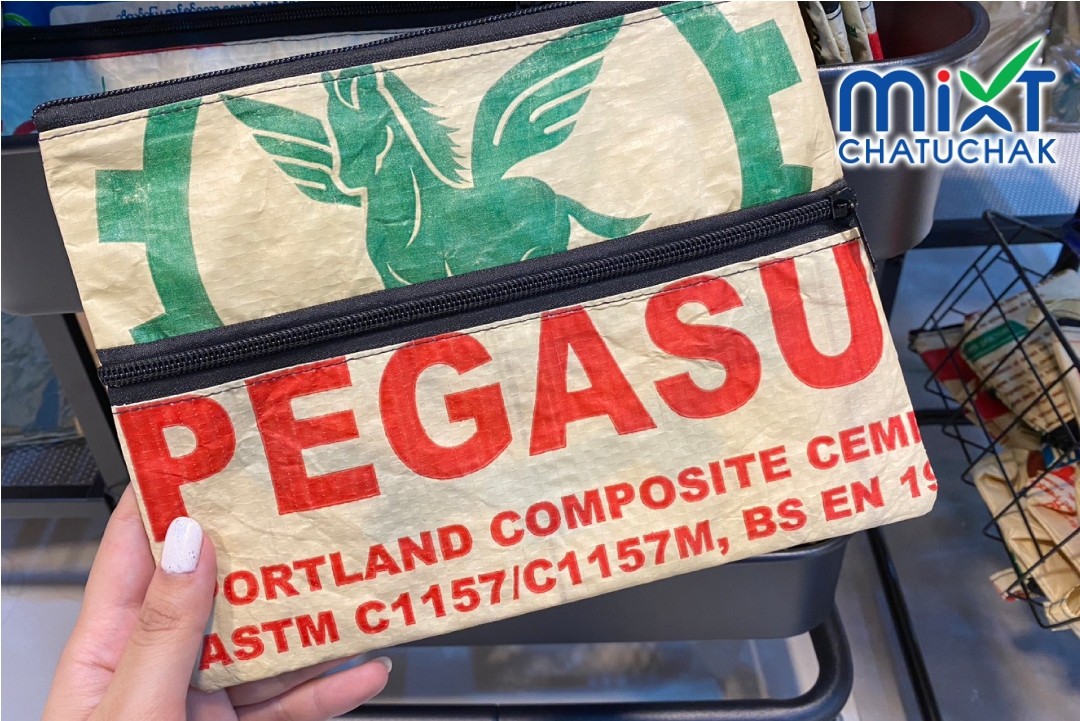 mixt
CHATUCHAK
PEGASU
PORTLAND COMPOSITE CEM
ASTM C1157/C1157M, BS EN 19